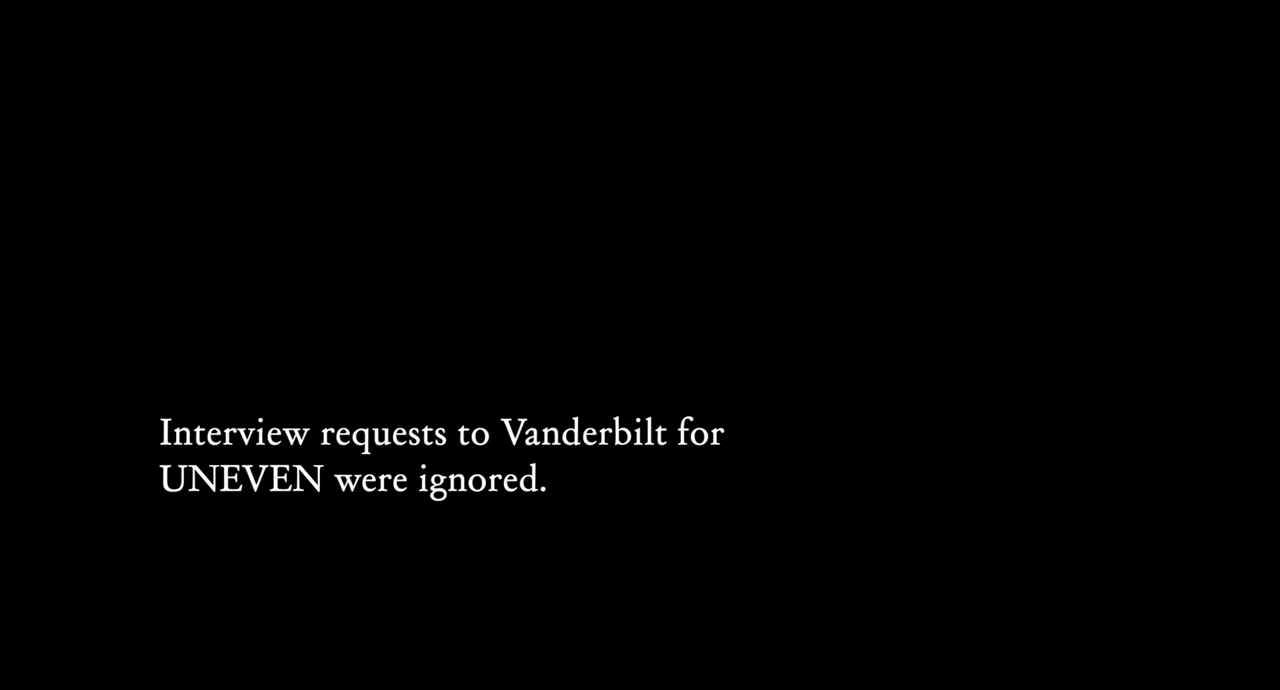 Interview requests to Vanderbilt for
UNEVEN were ignored.